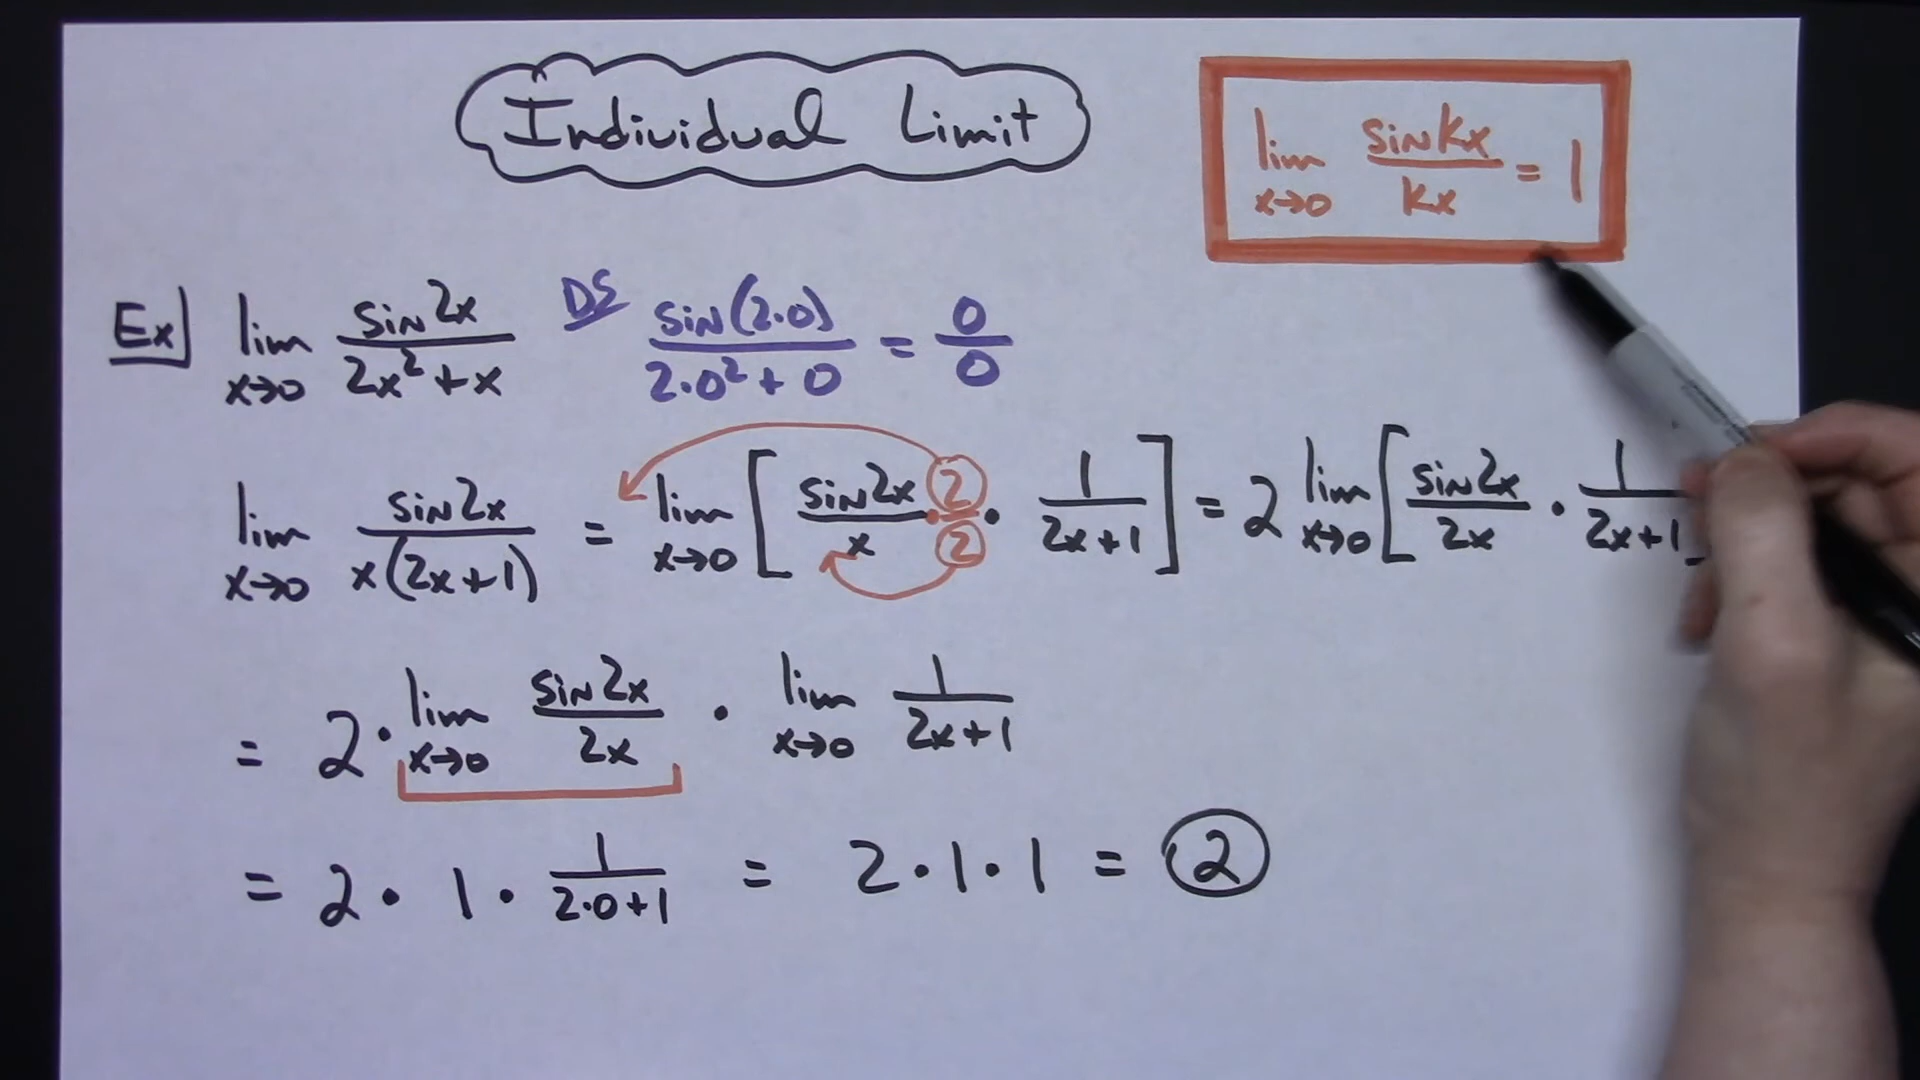 Individual Limit
lim x→0 sin kx / kx = 1
Ex lim x→0 sin 2x / 2x² + x DS sin(2·0) / 2·0² + 0 = 0/0
lim x→0 sin 2x / x(2x+1) = lim x→0 [ sin 2x / x · 2/2 · 1 / 2x+1 ] = 2 lim x→0 [ sin 2x / 2x · 1 / 2x+1 ]
= 2 · lim x→0 sin 2x / 2x · lim x→0 1 / 2x+1
= 2 · 1 · 1 / 2·0+1 = 2 · 1 · 1 = 2